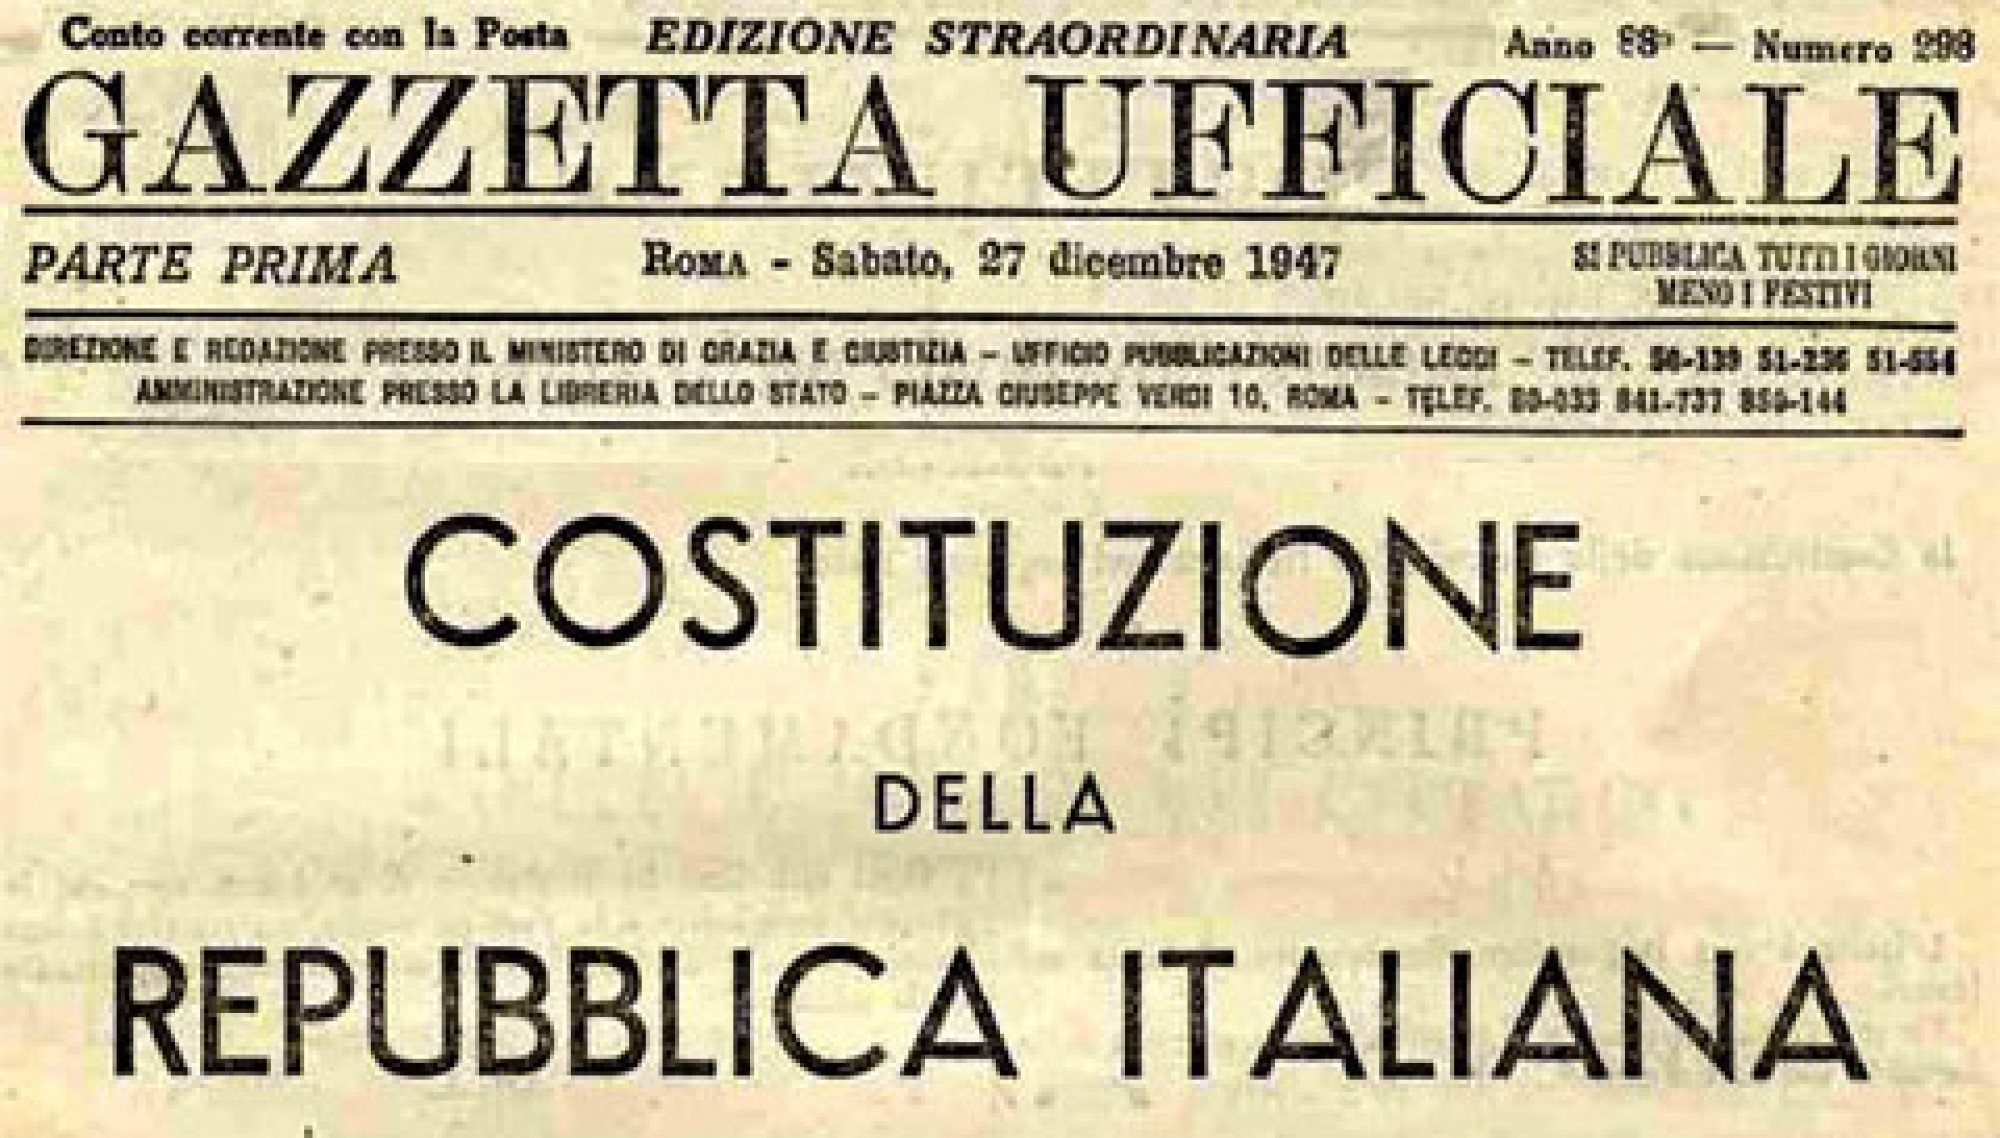 Conto corrente con la Posta EDIZIONE STRAORDINARIA Anno 88° — Numero 298
GAZZETTA UFFICIALE
PARTE PRIMA ROMA - Sabato, 27 dicembre 1947 SI PUBBLICA TUTTI I GIORNI
MENO I FESTIVI
DIREZIONE E REDAZIONE PRESSO IL MINISTERO DI GRAZIA E GIUSTIZIA — UFFICIO PUBBLICAZIONI DELLE LEGGI — TELEF. 50-139 51-236 51-554
AMMINISTRAZIONE PRESSO LA LIBRERIA DELLO STATO — PIAZZA GIUSEPPE VERDI 10, ROMA — TELEF. 80-033 841-737 850-144
COSTITUZIONE
PRINCIPÎ FONDAMENTALI
DELLA
REPUBBLICA ITALIANA